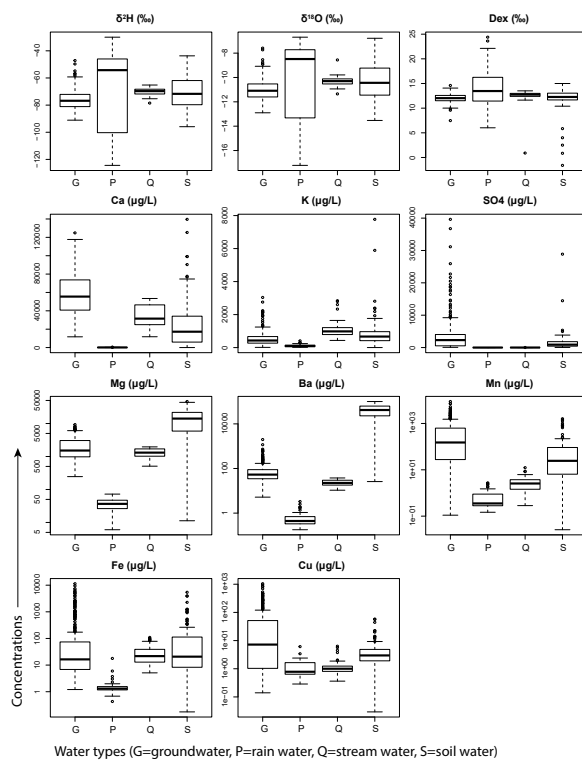 δ²H (‰) δ¹⁸O (‰) Dex (‰)
−40 −60 −80 −100 −120
−8 −10 −12 −14 −16
25 20 15 10 5 0
G P Q S G P Q S G P Q S
Ca (µg/L) K (µg/L) SO4 (µg/L)
120000 80000 40000 0
8000 6000 4000 2000 0
40000 30000 20000 10000 0
G P Q S G P Q S G P Q S
Mg (µg/L) Ba (µg/L) Mn (µg/L)
50000 5000 500 50 5
10000 100 1
1e+03 1e+01 1e−01
G P Q S G P Q S G P Q S
Fe (µg/L) Cu (µg/L)
10000 1000 100 10 1
1e+03 1e+02 1e+01 1e+00 1e−01
G P Q S G P Q S
Concentrations
Water types (G=groundwater, P=rain water, Q=stream water, S=soil water)